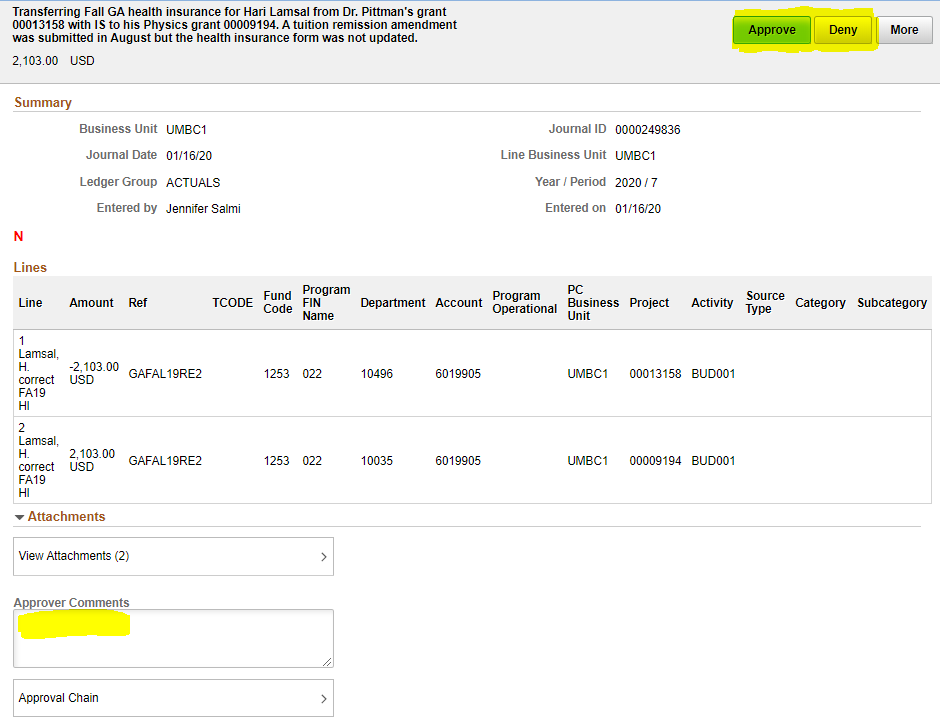 Transferring Fall GA health insurance for Hari Lamsal from Dr. Pittman's grant
00013158 with IS to his Physics grant 00009194. A tuition remission amendment
was submitted in August but the health insurance form was not updated.
2,103.00 USD
Approve Deny More
Summary
Business Unit UMBC1 Journal ID 0000249836
Journal Date 01/16/20 Line Business Unit UMBC1
Ledger Group ACTUALS Year / Period 2020 / 7
Entered by Jennifer Salmi Entered on 01/16/20
N
Lines
Line Amount Ref TCODE Fund Code Program FIN Name Department Account Program Operational PC Business Unit Project Activity Source Type Category Subcategory
1 Lamsal, H. correct FA19 HI -2,103.00 USD GAFAL19RE2 1253 022 10496 6019905 UMBC1 00013158 BUD001
2 Lamsal, H. correct FA19 HI 2,103.00 USD GAFAL19RE2 1253 022 10035 6019905 UMBC1 00009194 BUD001
Attachments
View Attachments (2)
Approver Comments
Approval Chain